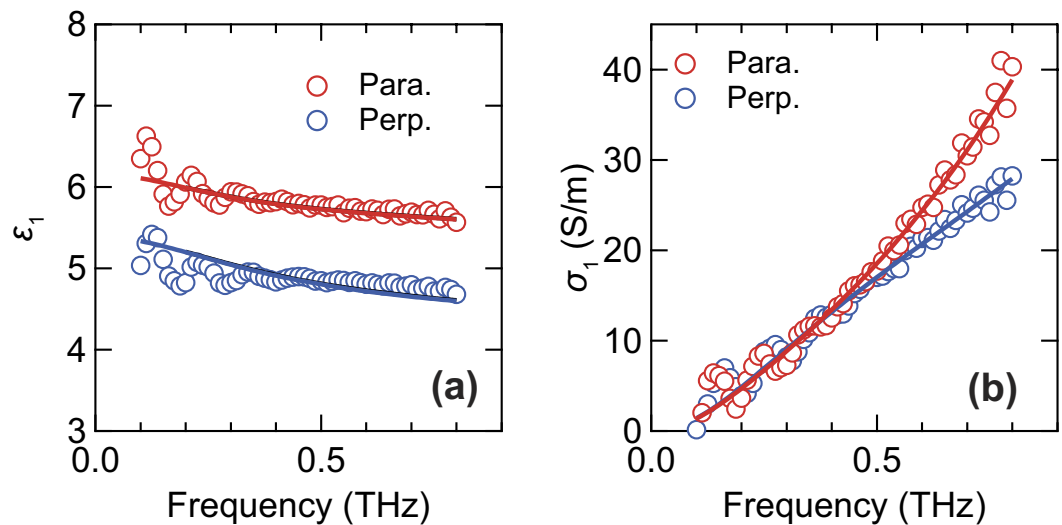 8
7
6
5
4
3
ε1
Para.
Perp.
(a)
0.0
0.5
Frequency (THz)
40
30
20
10
0
σ1 (S/m)
Para.
Perp.
(b)
0.0
0.5
Frequency (THz)